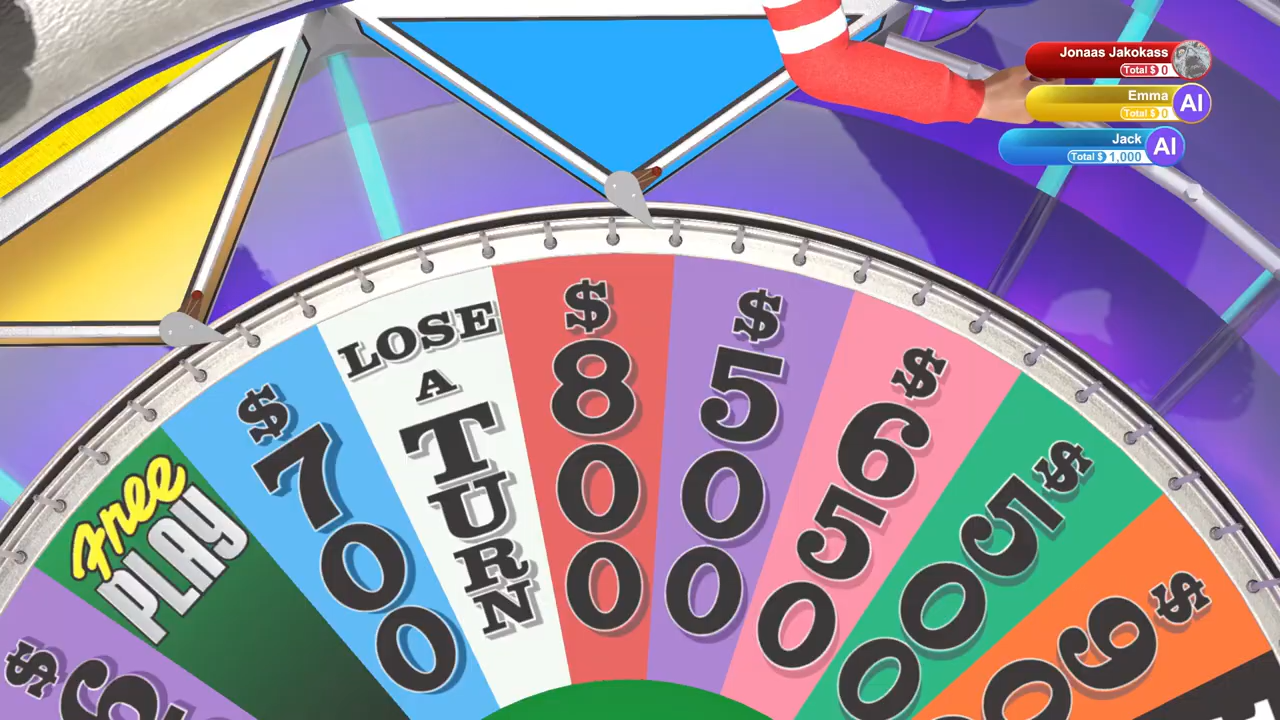 Jonaas Jakokass
Total $ 0
Emma
Total $ 0
AI
Jack
Total $ 1,000
AI
Free
PLAY
$700
LOSE
A
TURN
$800
$500
$650
$500